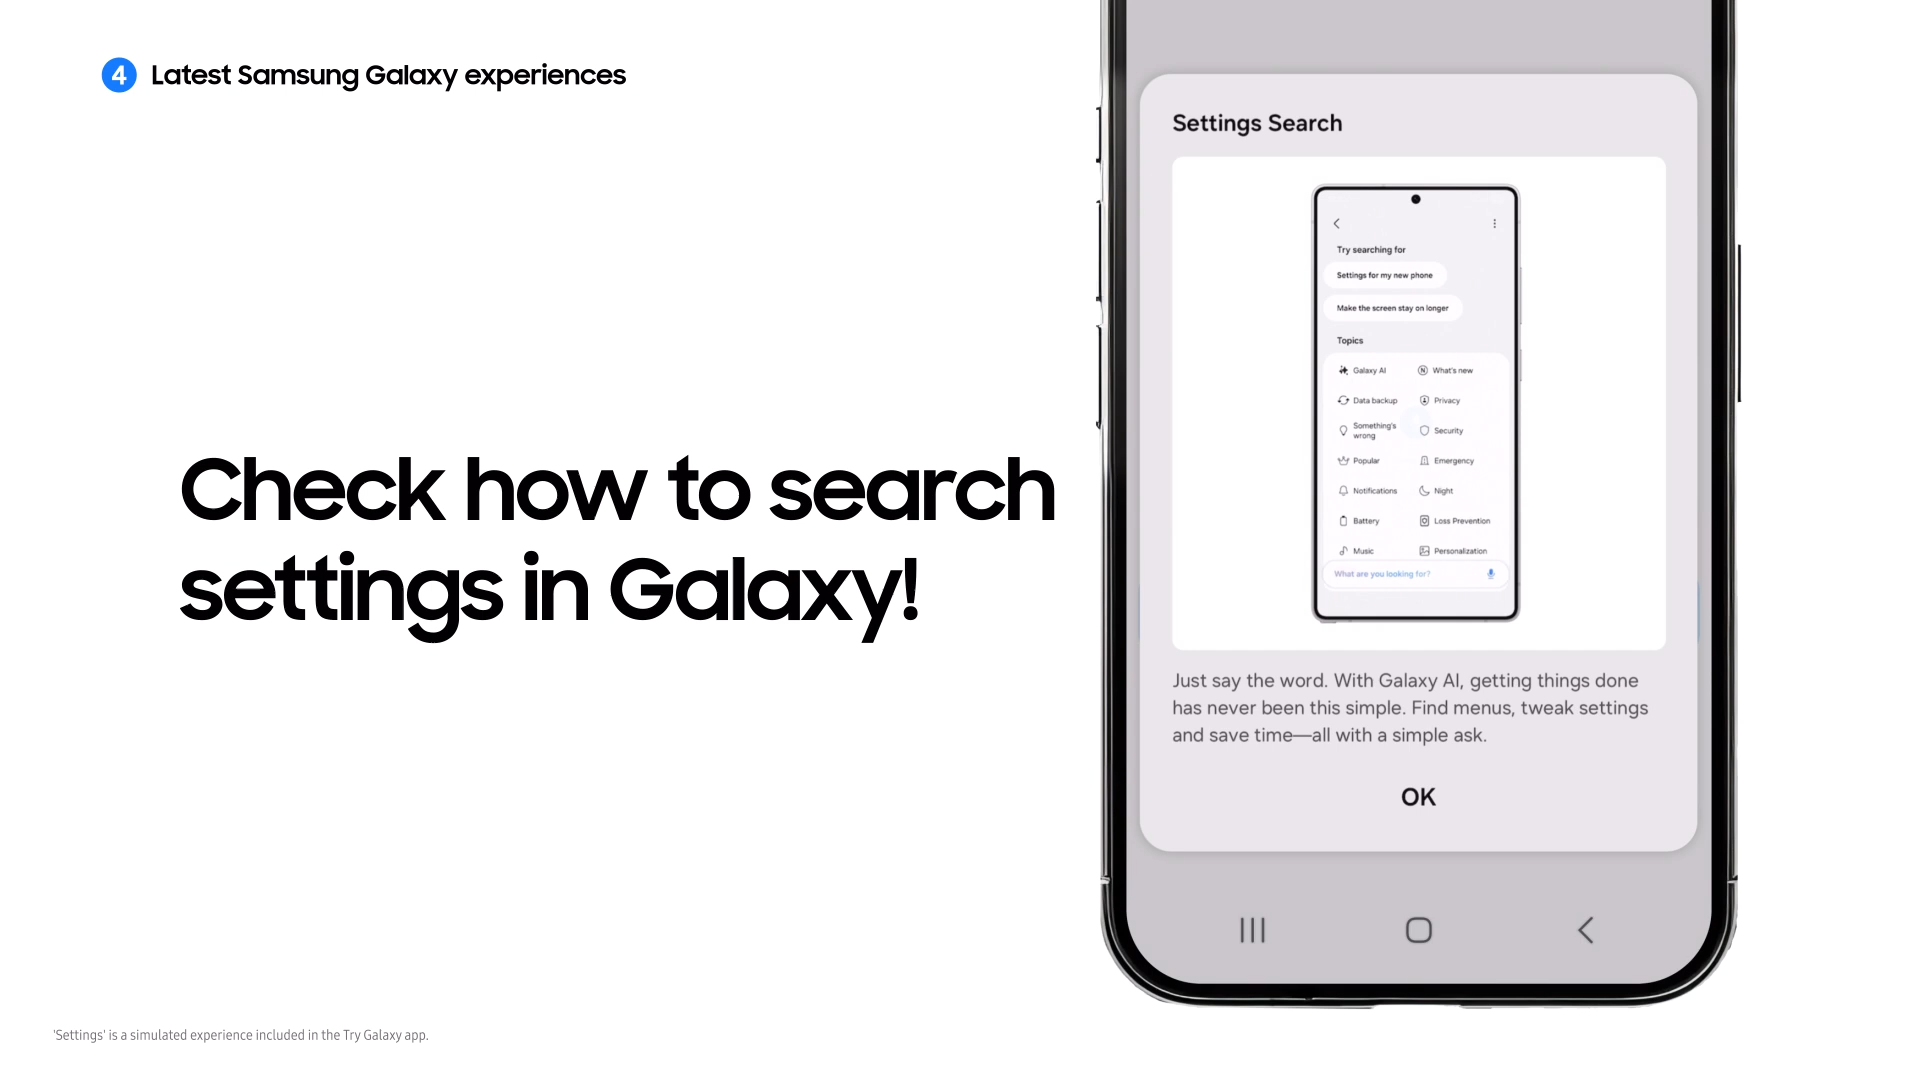 4 Latest Samsung Galaxy experiences
Check how to search
settings in Galaxy!
Settings Search
Try searching for
Settings for my new phone
Make the screen stay on longer
Topics
Galaxy AI
N What's new
Data backup
Privacy
Something's
wrong
Security
Popular
Emergency
Notifications
Night
Battery
Loss Prevention
Music
Personalization
What are you looking for?
Just say the word. With Galaxy AI, getting things done
has never been this simple. Find menus, tweak settings
and save time—all with a simple ask.
OK
'Settings' is a simulated experience included in the Try Galaxy app.